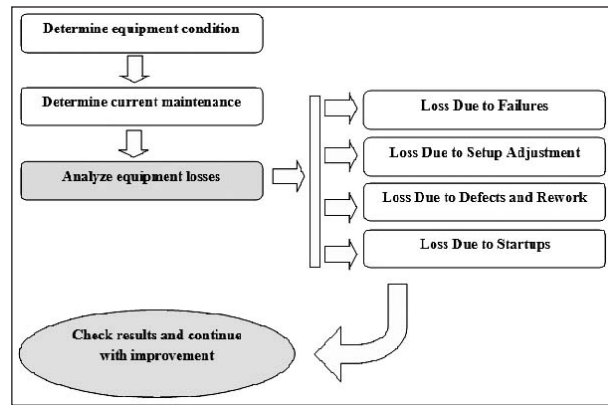 Determine equipment condition
Determine current maintenance
Analyze equipment losses
Loss Due to Failures
Loss Due to Setup Adjustment
Loss Due to Defects and Rework
Loss Due to Startups
Check results and continue
with improvement